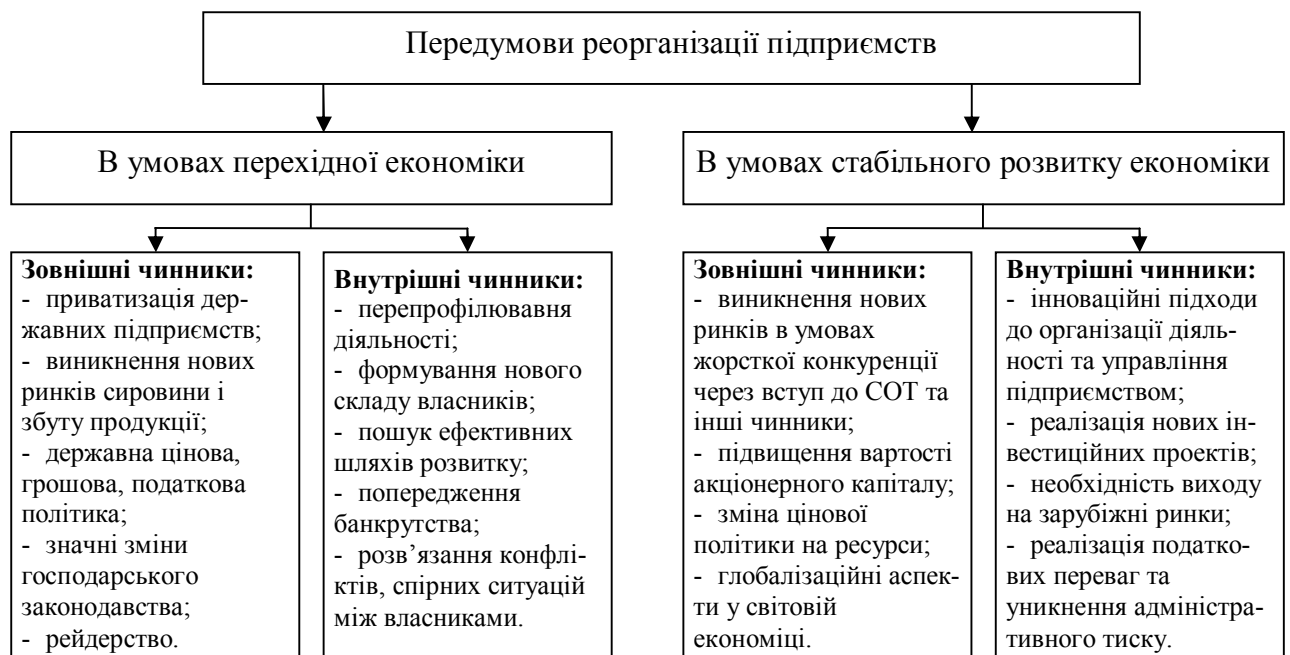 Передумови реорганізації підприємств
В умовах перехідної економіки
В умовах стабільного розвитку економіки
Зовнішні чинники:
- приватизація дер-
жавних підприємств;
- виникнення нових
ринків сировини і
збуту продукції;
- державна цінова,
грошова, податкова
політика;
- значні зміни
господарського
законодавства;
- рейдерство.
Внутрішні чинники:
- перепрофілювавня
діяльності;
- формування нового
складу власників;
- пошук ефективних
шляхів розвитку;
- попередження
банкрутства;
- розв’язання конфлі-
ктів, спірних ситуацій
між власниками.
Зовнішні чинники:
- виникнення нових
ринків в умовах
жорсткої конкуренції
через вступ до СОТ та
інші чинники;
- підвищення вартості
акціонерного капіталу;
- зміна цінової
політики на ресурси;
- глобалізаційні аспек-
ти у світовій
економіці.
Внутрішні чинники:
- інноваційні підходи
до організації діяль-
ності та управління
підприємством;
- реалізація нових ін-
вестиційних проектів;
- необхідність виходу
на зарубіжні ринки;
- реалізація податко-
вих переваг та
уникнення адміністра-
тивного тиску.